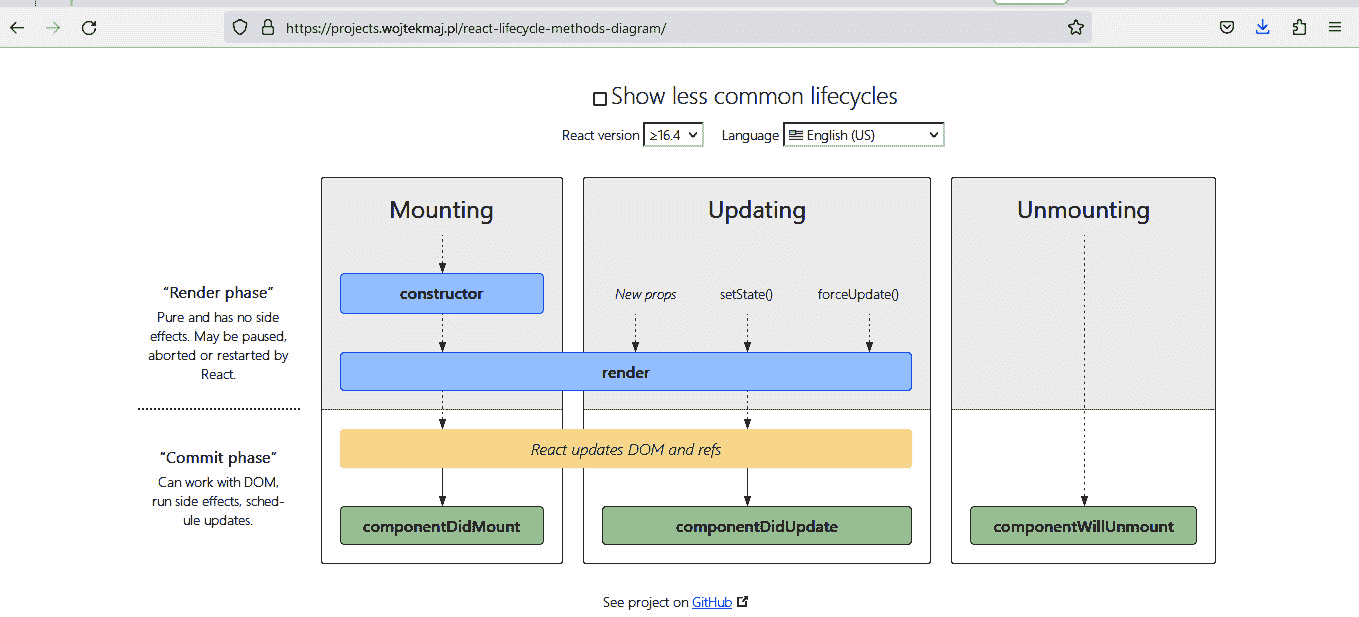 https://projects.wojtekmaj.pl/react-lifecycle-methods-diagram/
Show less common lifecycles
React version ≥16.4 Language English (US)
Mounting
Updating
Unmounting
"Render phase"
Pure and has no side
effects. May be paused,
aborted or restarted by
React.
constructor
New props
setState()
forceUpdate()
render
"Commit phase"
Can work with DOM,
run side effects, sched-
ule updates.
React updates DOM and refs
componentDidMount
componentDidUpdate
componentWillUnmount
See project on GitHub